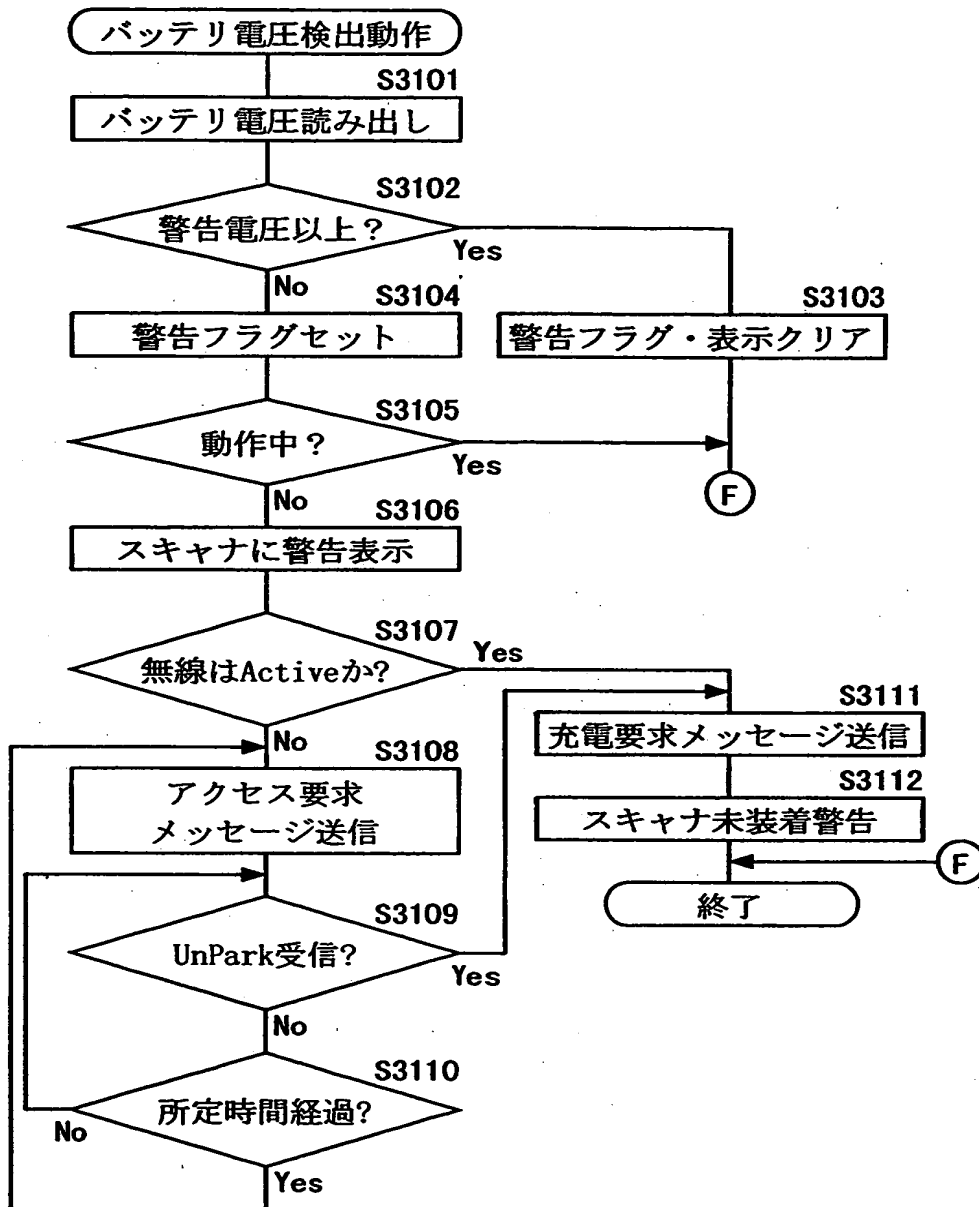 バッテリ電圧検出動作
S3101
バッテリ電圧読み出し
S3102
警告電圧以上？
Yes
No
S3104
警告フラグセット
S3103
警告フラグ・表示クリア
S3105
動作中？
Yes
No
F
S3106
スキャナに警告表示
S3107
無線はActiveか?
Yes
No
S3108
アクセス要求
メッセージ送信
S3111
充電要求メッセージ送信
S3112
スキャナ未装着警告
F
終了
S3109
UnPark受信?
Yes
No
S3110
所定時間経過?
No
Yes